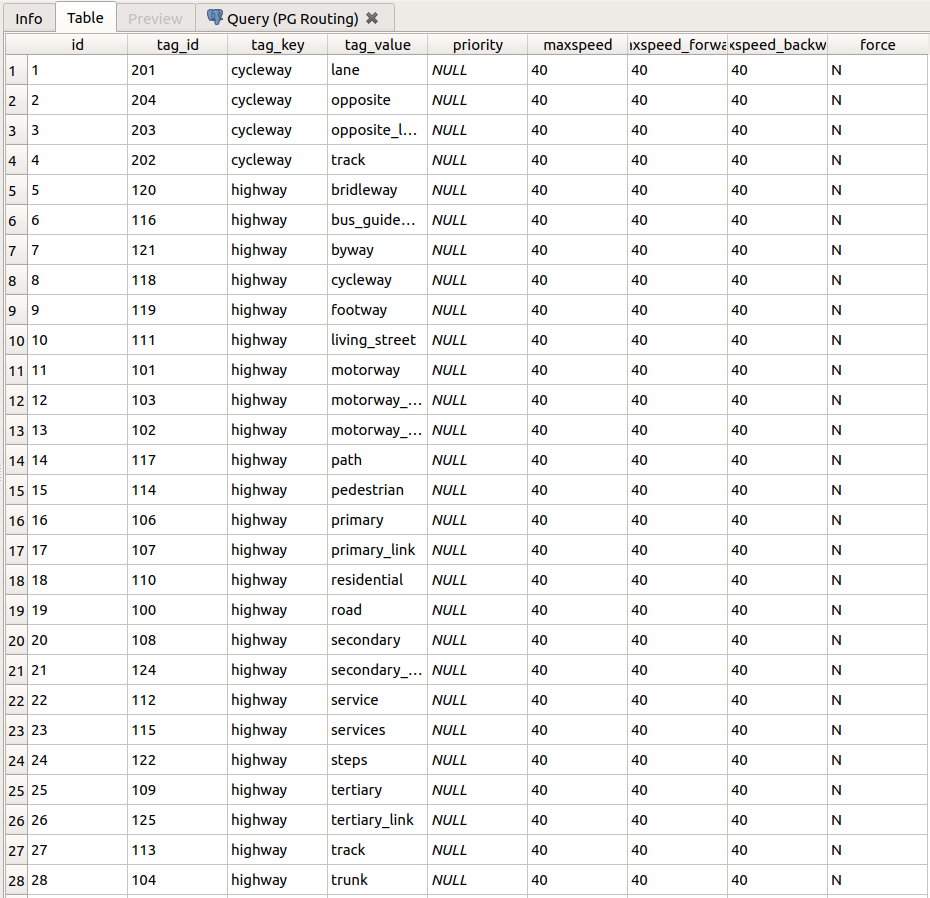 Info Table Preview Query (PG Routing)
id tag_id tag_key tag_value priority maxspeed ıxspeed_forwa xspeed_backw force
1 1 201 cycleway lane NULL 40 40 40 N
2 2 204 cycleway opposite NULL 40 40 40 N
3 3 203 cycleway opposite_l... NULL 40 40 40 N
4 4 202 cycleway track NULL 40 40 40 N
5 5 120 highway bridleway NULL 40 40 40 N
6 6 116 highway bus_guide... NULL 40 40 40 N
7 7 121 highway byway NULL 40 40 40 N
8 8 118 highway cycleway NULL 40 40 40 N
9 9 119 highway footway NULL 40 40 40 N
10 10 111 highway living_street NULL 40 40 40 N
11 11 101 highway motorway NULL 40 40 40 N
12 12 103 highway motorway_... NULL 40 40 40 N
13 13 102 highway motorway_... NULL 40 40 40 N
14 14 117 highway path NULL 40 40 40 N
15 15 114 highway pedestrian NULL 40 40 40 N
16 16 106 highway primary NULL 40 40 40 N
17 17 107 highway primary_link NULL 40 40 40 N
18 18 110 highway residential NULL 40 40 40 N
19 19 100 highway road NULL 40 40 40 N
20 20 108 highway secondary NULL 40 40 40 N
21 21 124 highway secondary_... NULL 40 40 40 N
22 22 112 highway service NULL 40 40 40 N
23 23 115 highway services NULL 40 40 40 N
24 24 122 highway steps NULL 40 40 40 N
25 25 109 highway tertiary NULL 40 40 40 N
26 26 125 highway tertiary_link NULL 40 40 40 N
27 27 113 highway track NULL 40 40 40 N
28 28 104 highway trunk NULL 40 40 40 N